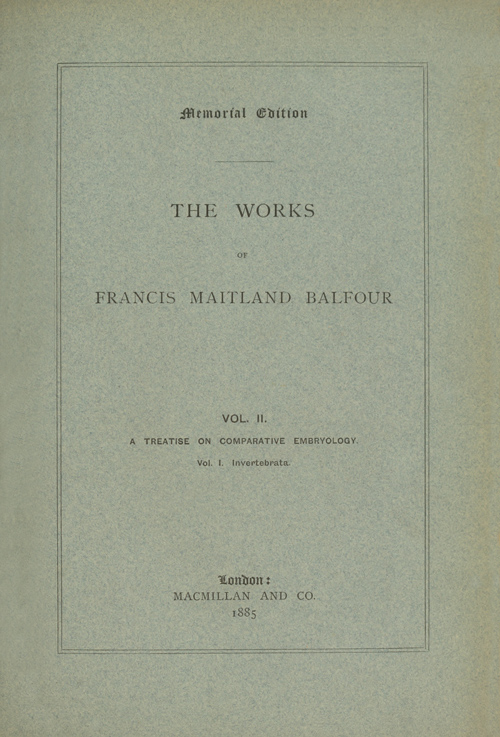 Memorial Edition
THE WORKS
OF
FRANCIS MAITLAND BALFOUR
VOL. II.
A TREATISE ON COMPARATIVE EMBRYOLOGY.
Vol. I. Invertebrata.
London:
MACMILLAN AND CO.
1885